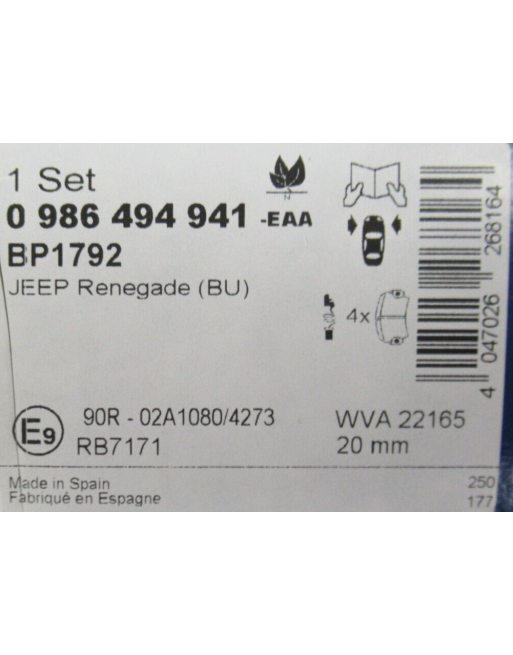 1 Set
0 986 494 941 -EAA
BP1792
JEEP Renegade (BU)
4x
4 047026 268164
E9
90R - 02A1080/4273
RB7171
WVA 22165
20 mm
Made in Spain
Fabriqué en Espagne
250
177